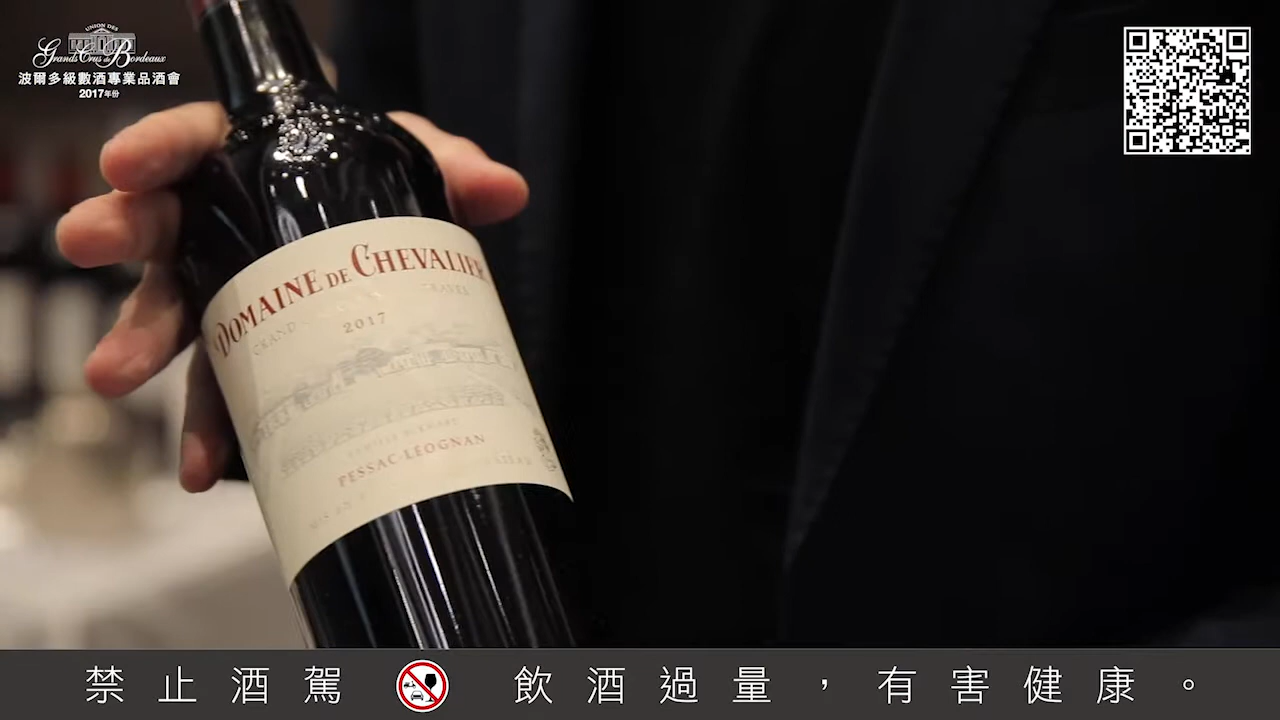 UNION DES
Grands Crus de Bordeaux
波爾多級數酒專業品酒會
2017年份
DOMAINE DE CHEVALIER
GRAND
GRAVES
2017
PESSAC-LÉOGNAN
禁止酒駕 飲酒過量，有害健康。